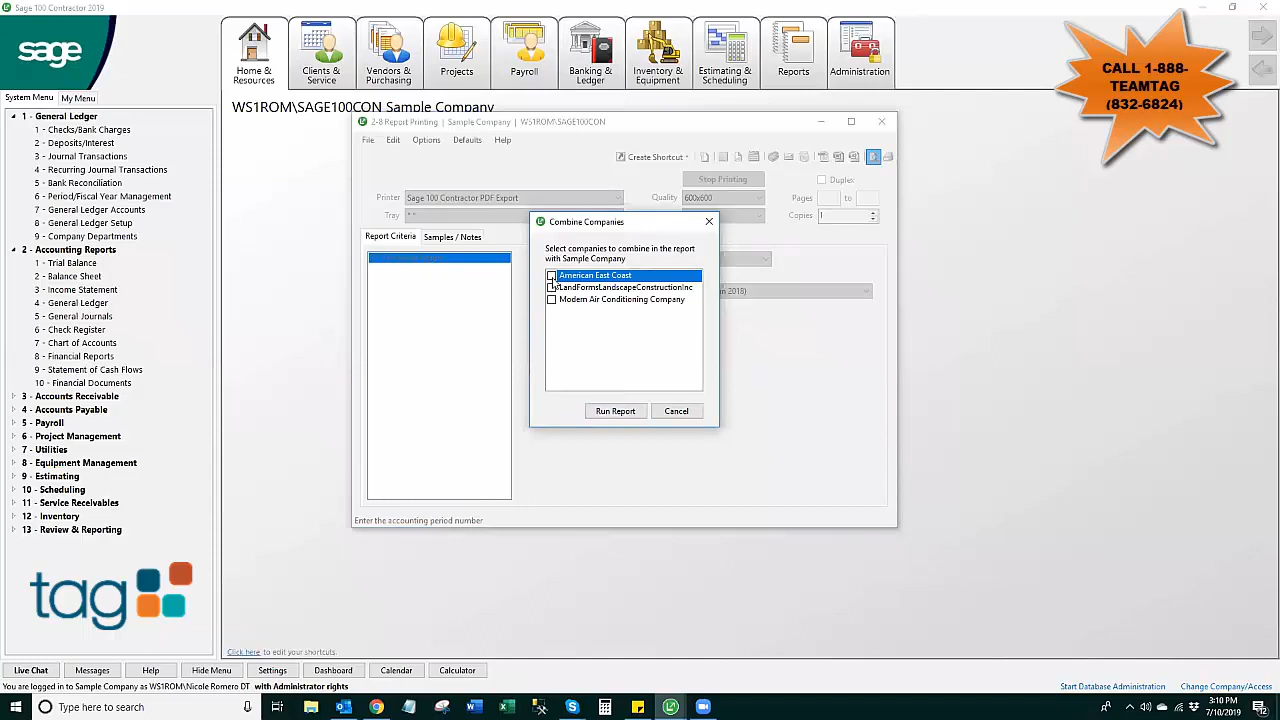 Sage 100 Contractor 2019
sage
Home & Resources
Clients & Service
Vendors & Purchasing
Projects
Payroll
Banking & Ledger
Inventory & Equipment
Estimating & Scheduling
Reports
Administration
CALL 1-888-
TEAMTAG
(832-6824)
System Menu
My Menu
WS1ROM\SAGE100CON Sample Company
1 - General Ledger
1 - Checks/Bank Charges
2 - Deposits/Interest
3 - Journal Transactions
4 - Recurring Journal Transactions
5 - Bank Reconciliation
6 - Period/Fiscal Year Management
7 - General Ledger Accounts
8 - General Ledger Setup
9 - Company Departments
2 - Accounting Reports
1 - Trial Balance
2 - Balance Sheet
3 - Income Statement
4 - General Ledger
5 - General Journals
6 - Check Register
7 - Chart of Accounts
8 - Financial Reports
9 - Statement of Cash Flows
10 - Financial Documents
3 - Accounts Receivable
4 - Accounts Payable
5 - Payroll
6 - Project Management
7 - Utilities
8 - Equipment Management
9 - Estimating
10 - Scheduling
11 - Service Receivables
12 - Inventory
13 - Review & Reporting
tag
2-8 Report Printing | Sample Company | WS1ROM\SAGE100CON
File Edit Options Defaults Help
Create Shortcut
Stop Printing
Duplex
Printer Sage 100 Contractor PDF Export
Quality 600x600
Pages to
Tray
Copies 1
Report Criteria
Samples / Notes
2018)
Combine Companies
Select companies to combine in the report
with Sample Company
American East Coast
LandFormsLandscapeConstructionInc
Modern Air Conditioning Company
Run Report
Cancel
Enter the accounting period number
Click here to edit your shortcuts.
Live Chat
Messages
Help
Hide Menu
Settings
Dashboard
Calendar
Calculator
You are logged in to Sample Company as WS1ROM\Nicole Romero DT with Administrator rights
Start Database Administration
Change Company/Access
Type here to search
3:10 PM
7/10/2019